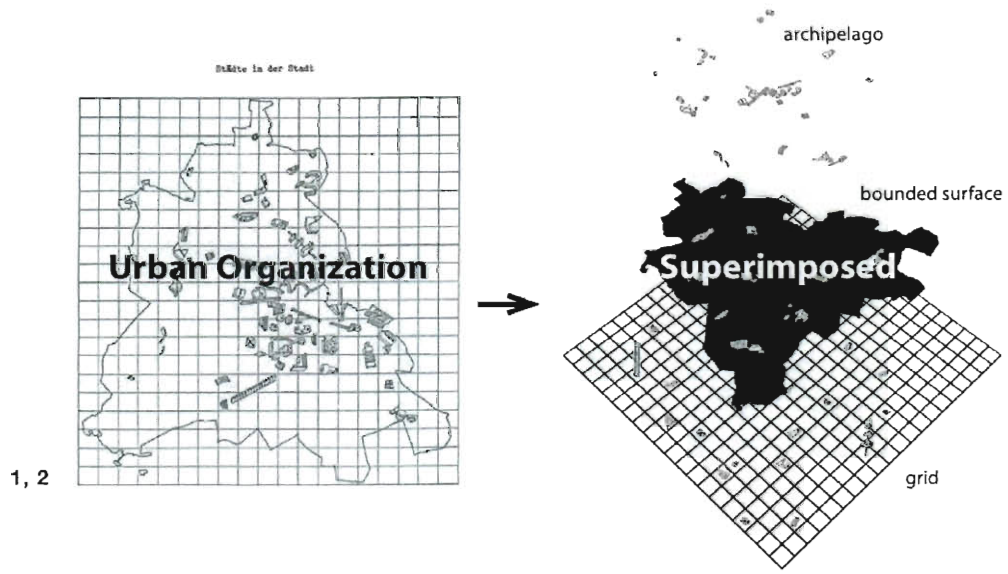 Städte in der Stadt
Urban Organization
1, 2
archipelago
bounded surface
Superimposed
grid